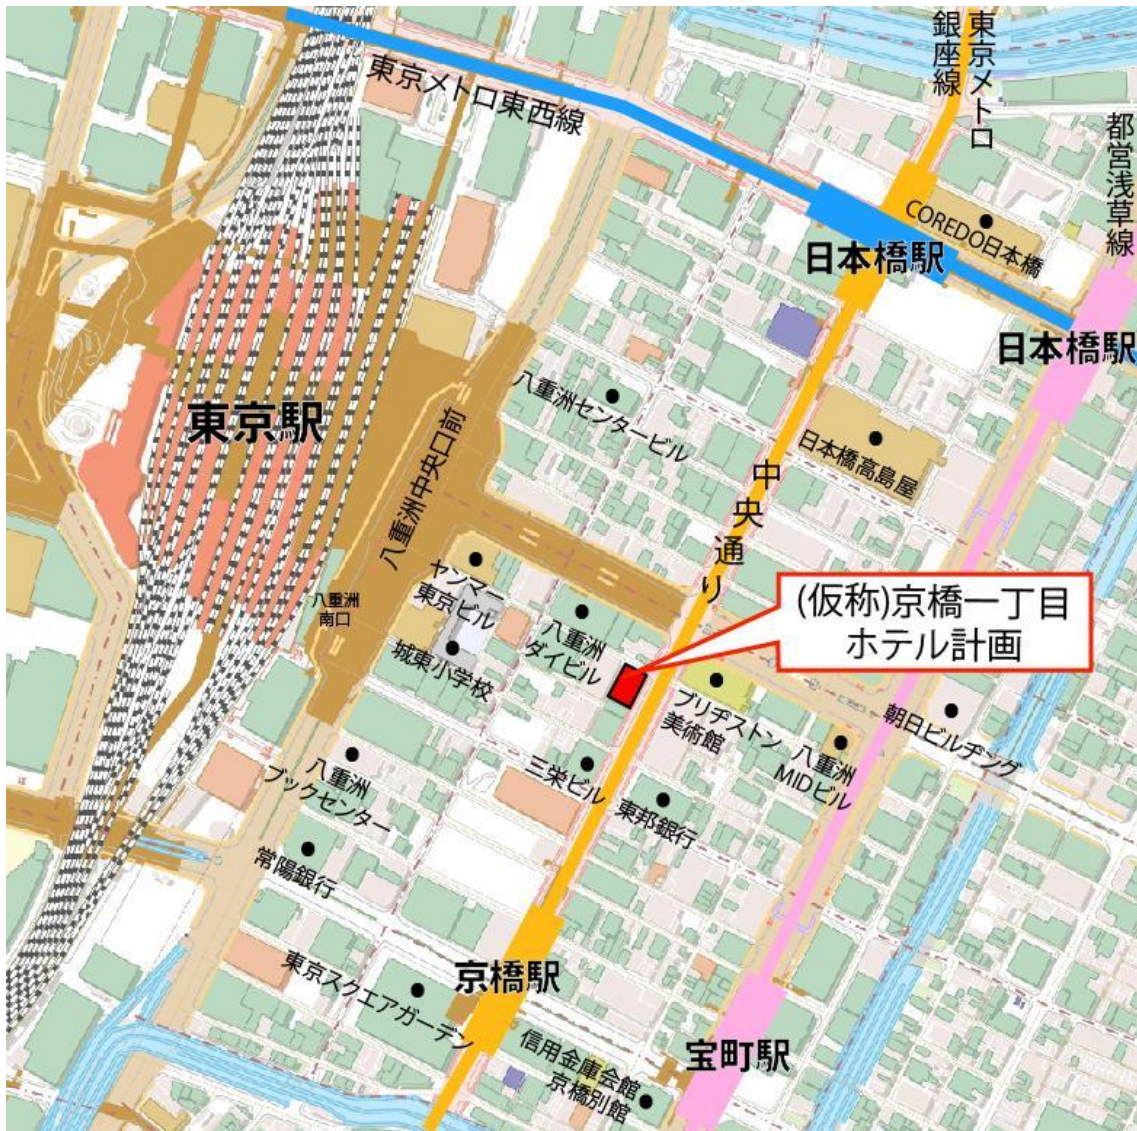 東京メトロ東西線
東京メトロ
銀座線
都営浅草線
COREDO日本橋
日本橋駅
日本橋駅
八重洲センタービル
日本橋高島屋
東京駅
八重洲中央口前
中央通り
ヤンマー
東京ビル
八重洲
南口
八重洲
ダイビル
(仮称)京橋一丁目
ホテル計画
城東小学校
ブリヂストン
美術館
朝日ビルヂング
八重洲
MIDビル
三栄ビル
八重洲
ブックセンター
東邦銀行
常陽銀行
東京スクエアガーデン
京橋駅
信用金庫会館
京橋別館
宝町駅